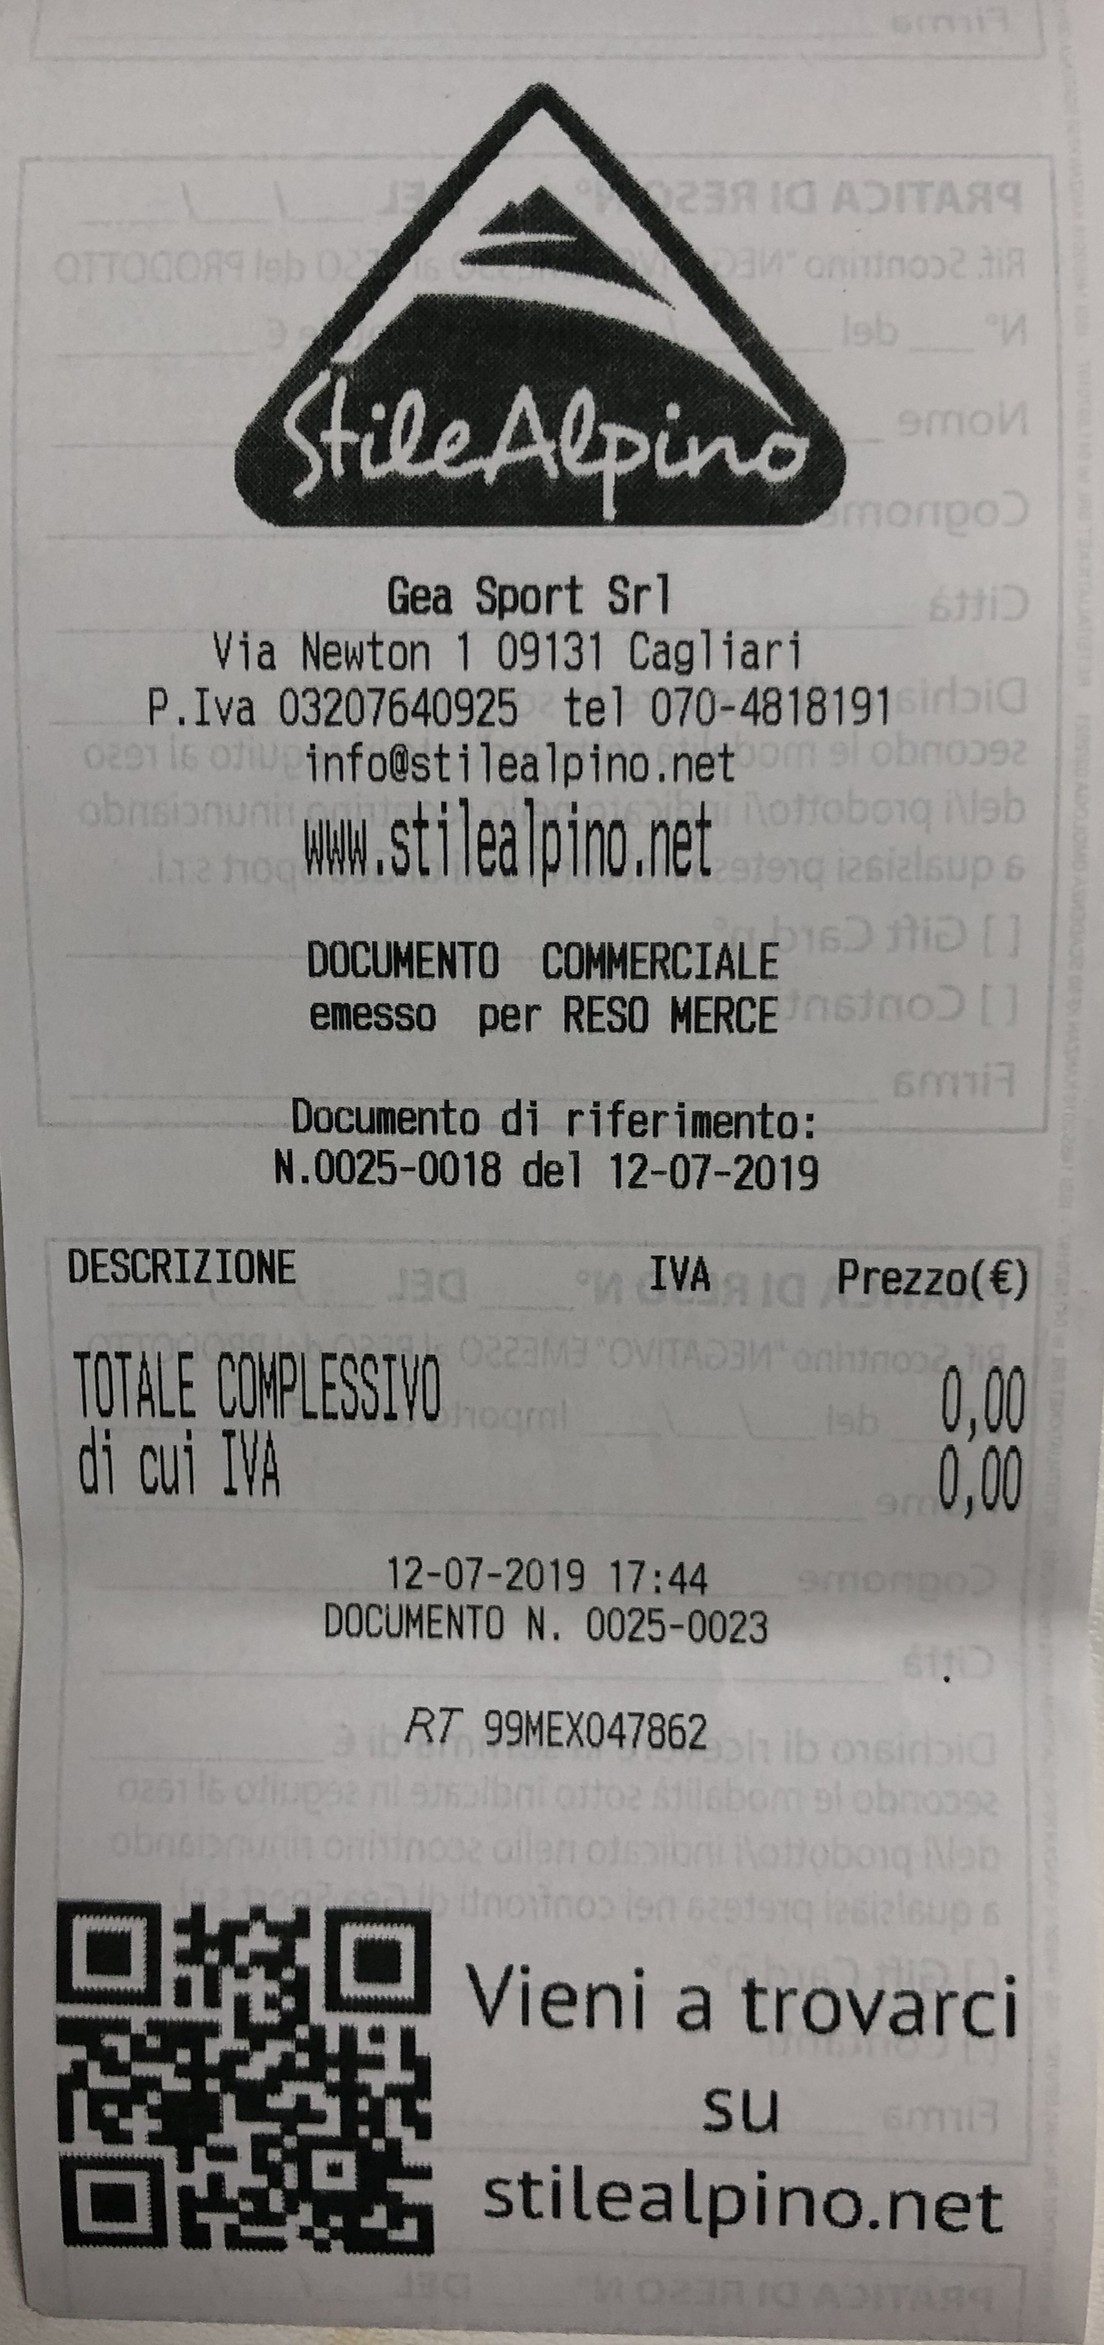 StileAlpino
Gea Sport Srl
Via Newton 1 09131 Cagliari
P.Iva 03207640925 tel 070-4818191
info@stilealpino.net
www.stilealpino.net
DOCUMENTO COMMERCIALE
emesso per RESO MERCE
Documento di riferimento:
N.0025-0018 del 12-07-2019
DESCRIZIONE IVA Prezzo(€)
TOTALE COMPLESSIVO 0,00
di cui IVA 0,00
12-07-2019 17:44
DOCUMENTO N. 0025-0023
RT 99MEX047862
Vieni a trovarci
su
stilealpino.net